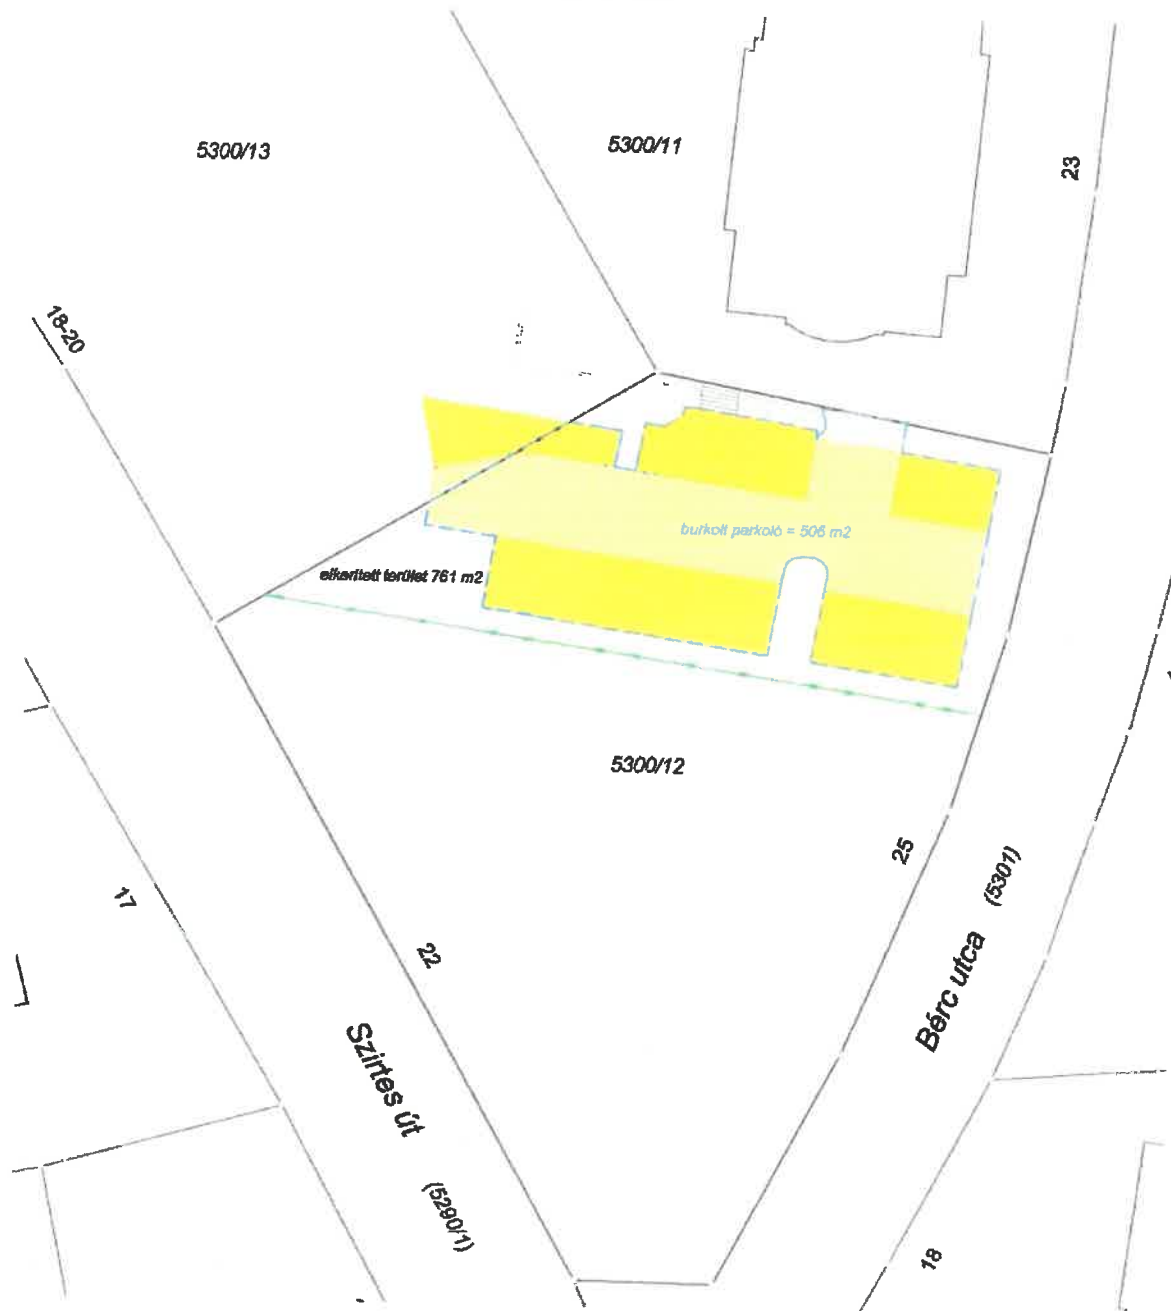 5300/13
5300/11
23
18-20
burkolt parkoló = 506 m2
elkerített terület 761 m2
5300/12
25
(5301)
Bérc utca
17
22
Szirtes út
(5290/1)
18